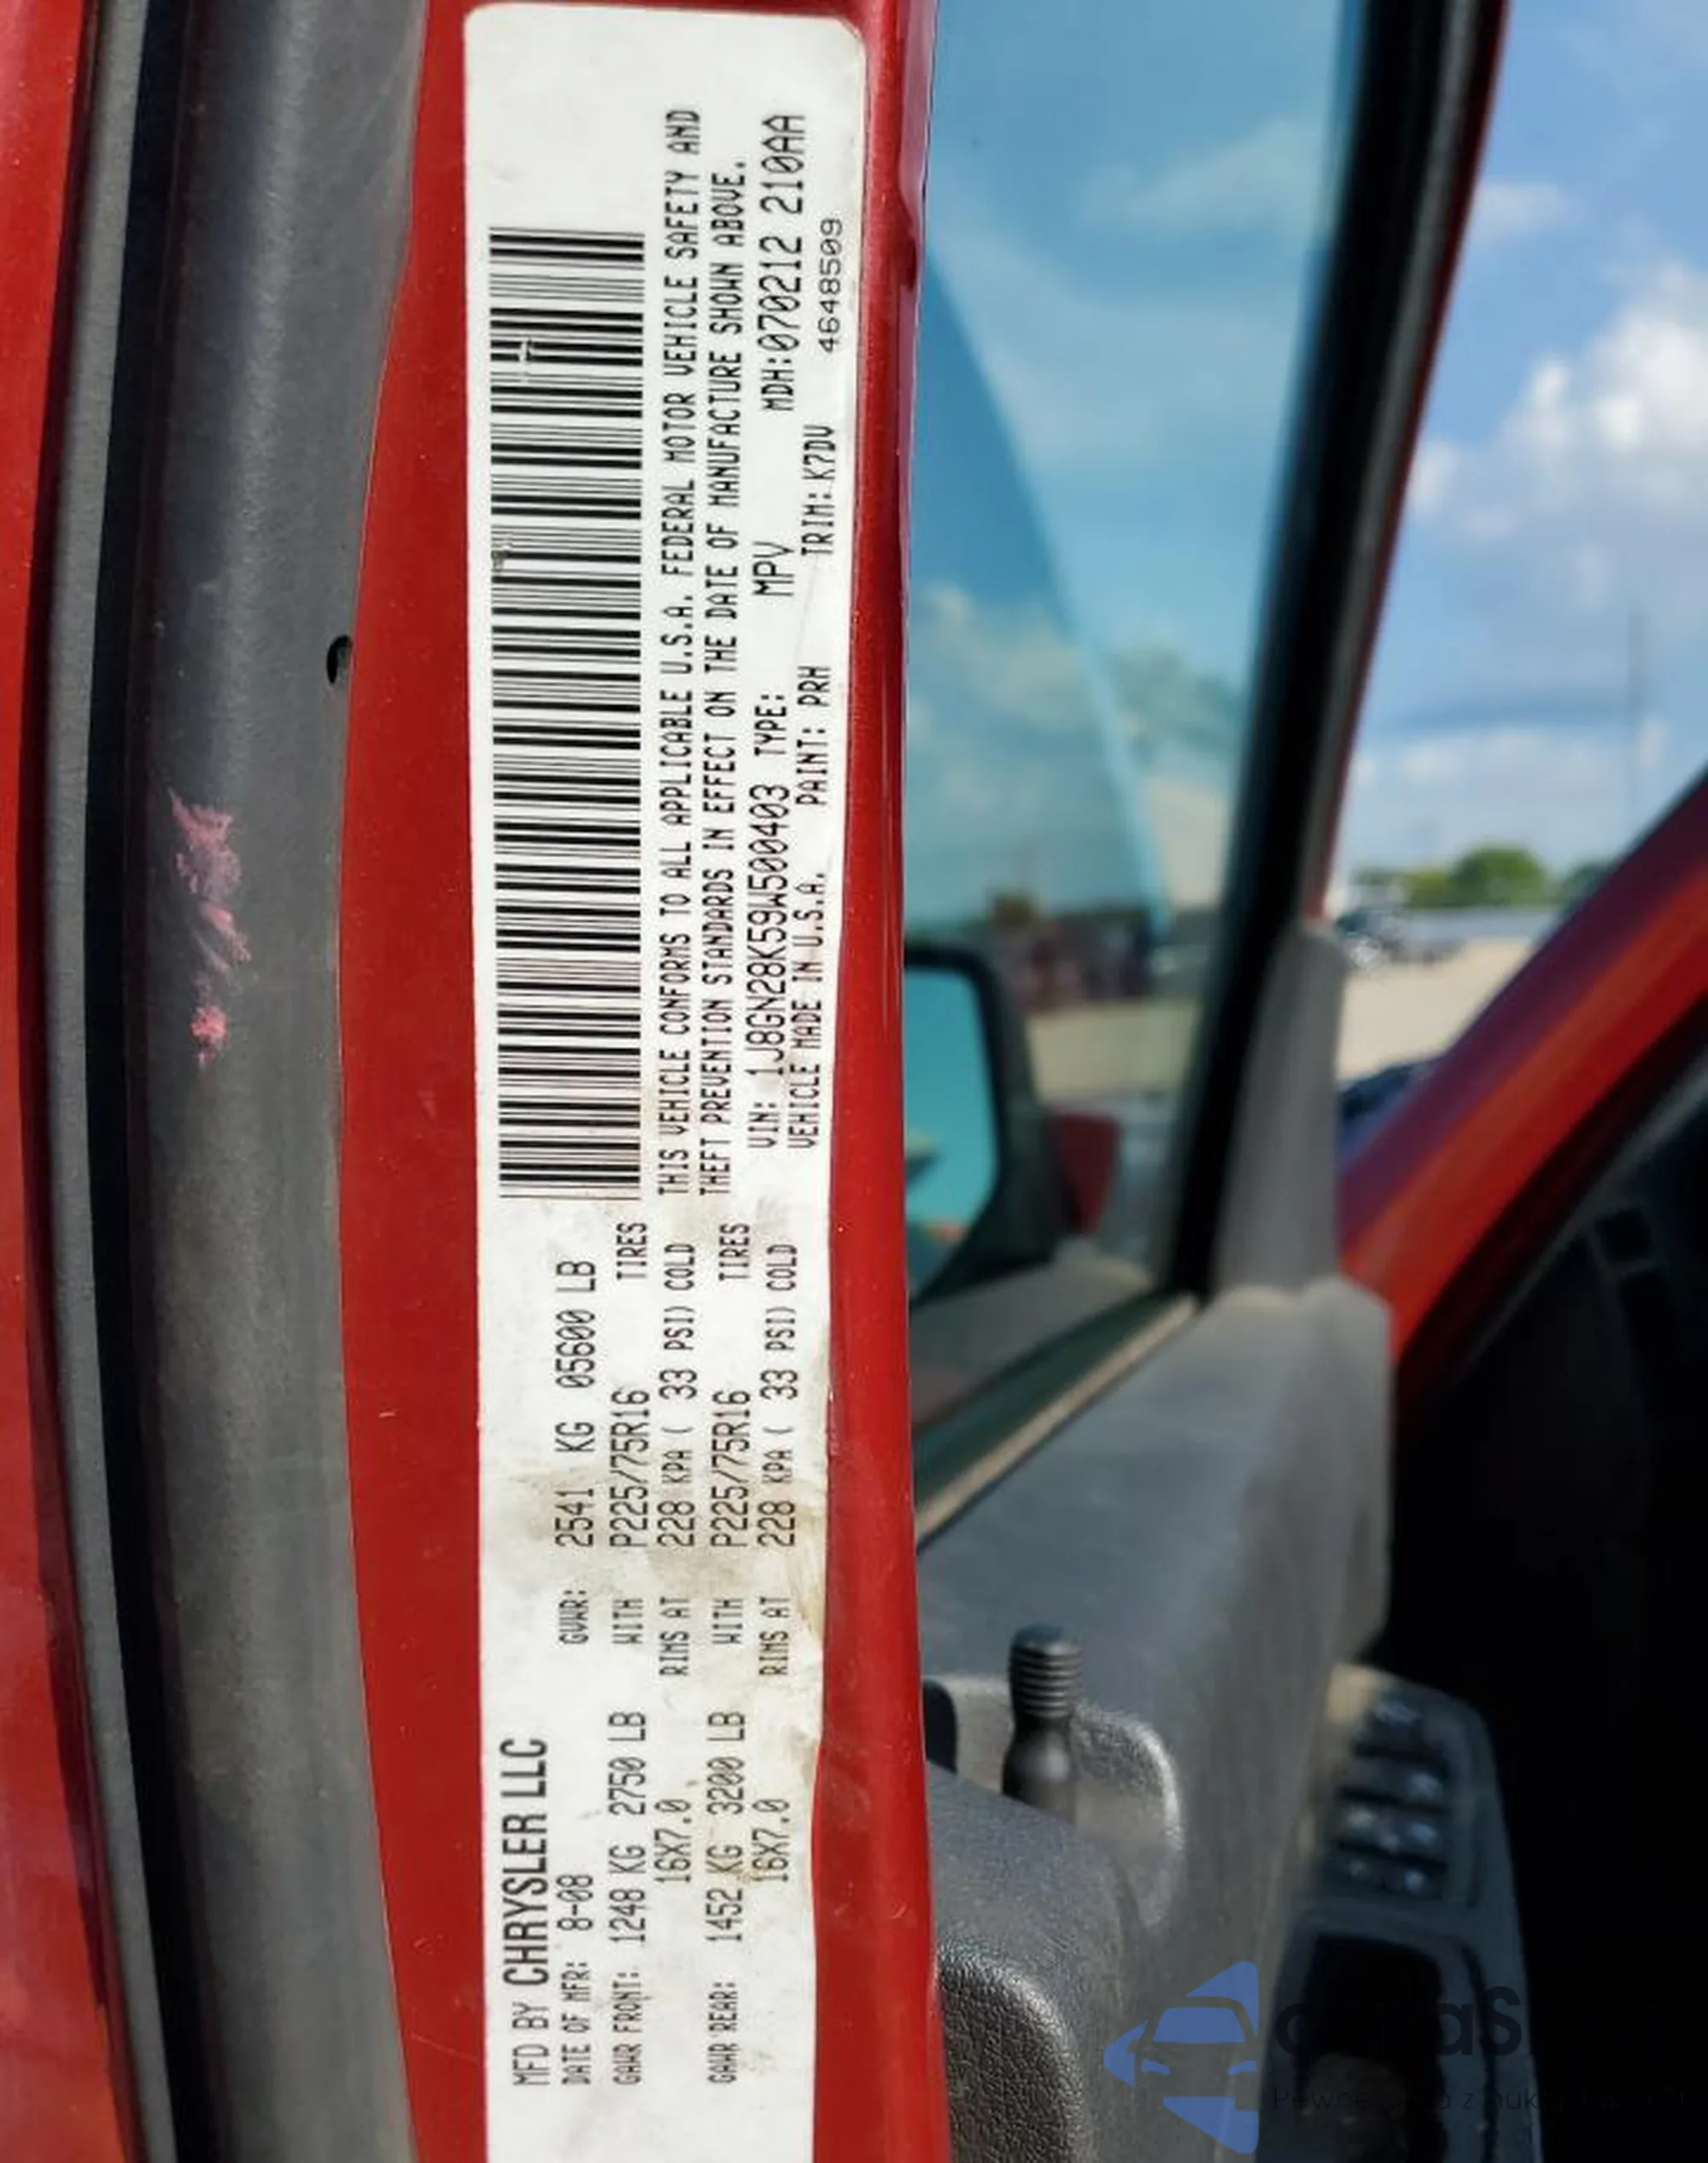 MFD BY CHRYSLER LLC
DATE OF MFR: 8-08 GVWR: 2541 KG 05600 LB
GAWR FRONT: 1248 KG 2750 LB WITH P225/75R16 TIRES
16X7.0 RIMS AT 228 KPA ( 33 PSI) COLD
GAWR REAR: 1452 KG 3200 LB WITH P225/75R16 TIRES
16X7.0 RIMS AT 228 KPA ( 33 PSI) COLD
THIS VEHICLE CONFORMS TO ALL APPLICABLE U.S.A. FEDERAL MOTOR VEHICLE SAFETY AND
THEFT PREVENTION STANDARDS IN EFFECT ON THE DATE OF MANUFACTURE SHOWN ABOVE.
VIN: 1J8GN28K59W500403 TYPE: MPV MDH:070212 210AA
VEHICLE MADE IN U.S.A. PAINT: PRH TRIM: K7DV 4648509